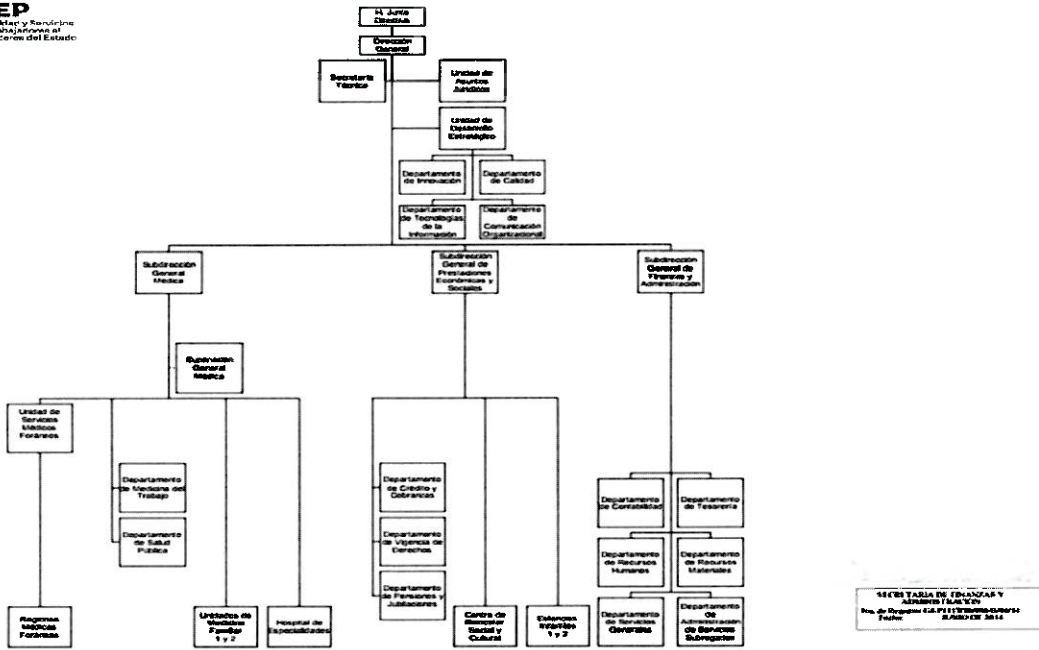 EP
H. Junta
Directiva
Dirección
General
Secretaría
Técnica
Unidad de
Asuntos
Jurídicos
Unidad de
Desarrollo
Estratégico
Departamento
de Innovación
Departamento
de Calidad
Departamento
de Tecnologías
de la
Información
Departamento
de
Comunicación
Organizacional
Subdirección
General
Médica
Subdirección
General de
Prestaciones
Económicas y
Sociales
Subdirección
General de
Finanzas y
Administración
Supervisión
General
Médica
Unidad de
Servicios
Médicos
Foráneos
Departamento
de Medicina del
Trabajo
Departamento
de Salud
Pública
Regiones
Médicas
Foráneas
Unidades de
Medicina
Familiar
1 y 2
Hospital de
Especialidades
Departamento
de Crédito y
Cobranzas
Departamento
de Vigencia de
Derechos
Departamento
de Pensiones y
Jubilaciones
Centro de
Bienestar
Social y
Cultural
Estancias
Infantiles
1 y 2
Departamento
de Contabilidad
Departamento
de Tesorería
Departamento
de Recursos
Humanos
Departamento
de Recursos
Materiales
Departamento
de Servicios
Generales
Departamento
de
Administración
de Servicios
Subrogados
SECRETARIA DE FINANZAS Y
ADMINISTRACION